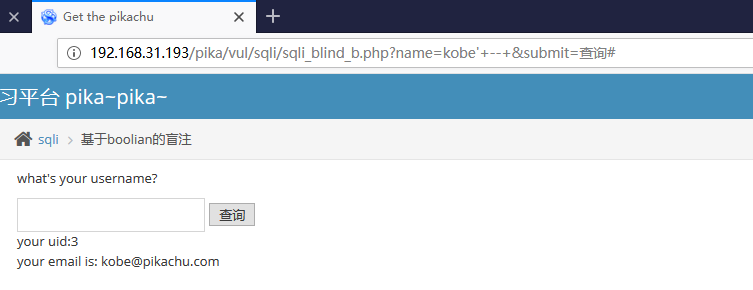 Get the pikachu
192.168.31.193/pika/vul/sqli/sqli_blind_b.php?name=kobe'+--+&submit=查询#
习平台 pika~pika~
sqli > 基于boolian的盲注
what's your username?
查询
your uid:3
your email is: kobe@pikachu.com